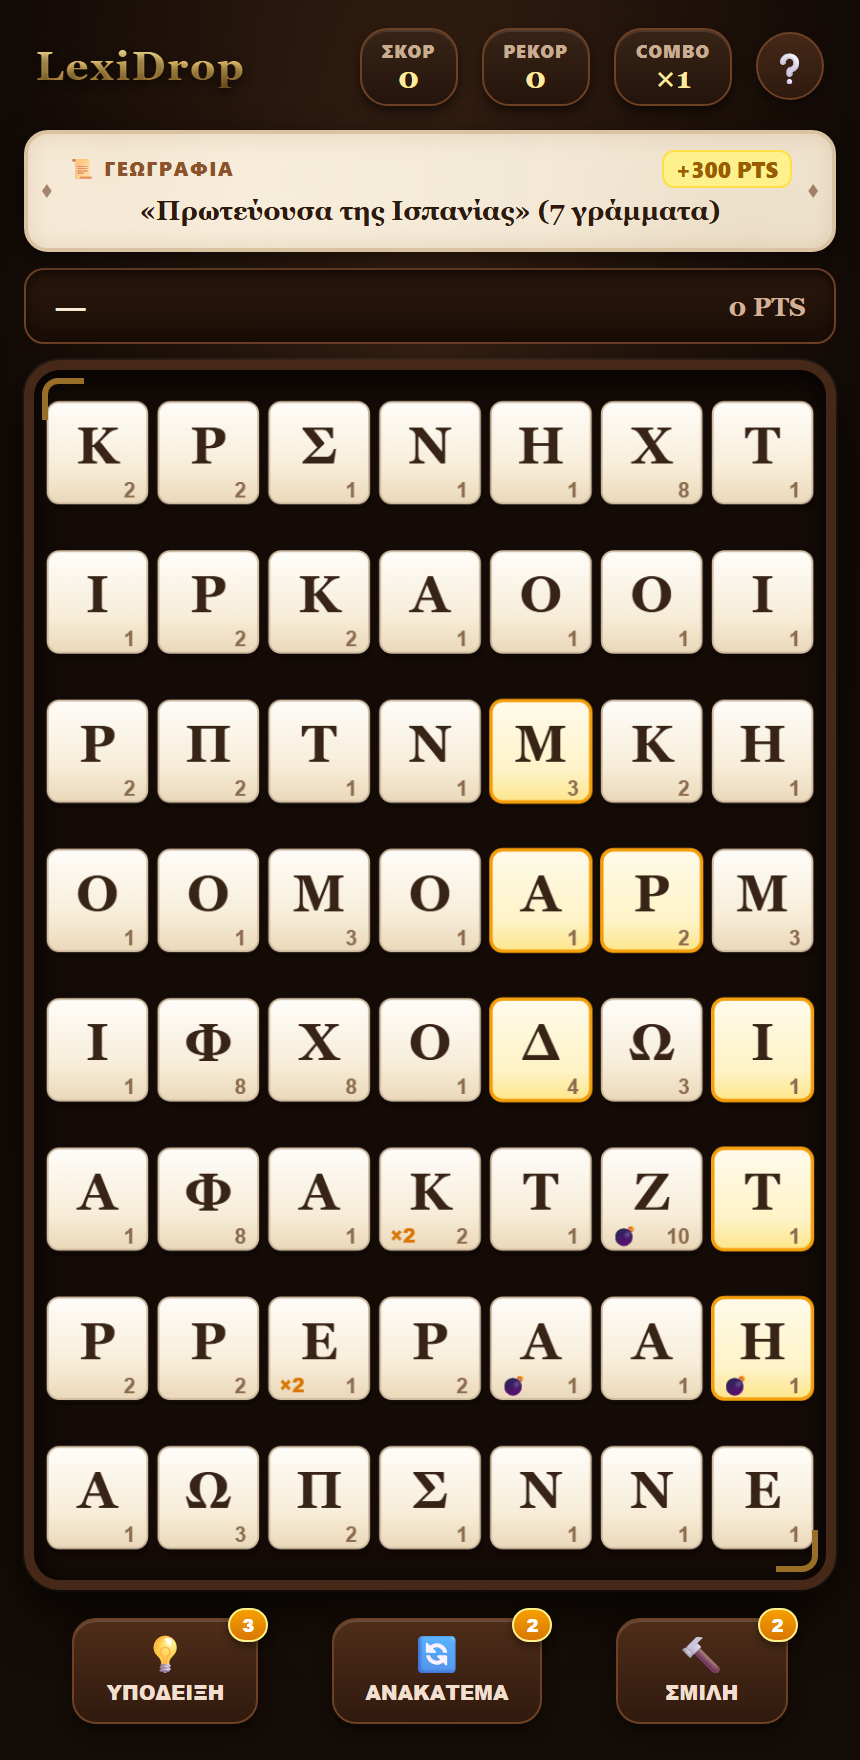 LexiDrop
ΣΚΟΡ
0
ΡΕΚΟΡ
0
COMBO
×1
?
ΓΕΩΓΡΑΦΙΑ
+300 PTS
«Πρωτεύουσα της Ισπανίας» (7 γράμματα)
—
0 PTS
Κ 2 Ρ 2 Σ 1 Ν 1 Η 1 Χ 8 Τ 1
Ι 1 Ρ 2 Κ 2 Α 1 Ο 1 Ο 1 Ι 1
Ρ 2 Π 2 Τ 1 Ν 1 Μ 3 Κ 2 Η 1
Ο 1 Ο 1 Μ 3 Ο 1 Α 1 Ρ 2 Μ 3
Ι 1 Φ 8 Χ 8 Ο 1 Δ 4 Ω 3 Ι 1
Α 1 Φ 8 Α 1 Κ ×2 2 Τ 1 Ζ 10 Τ 1
Ρ 2 Ρ 2 Ε ×2 1 Ρ 2 Α 1 Α 1 Η 1
Α 1 Ω 3 Π 2 Σ 1 Ν 1 Ν 1 Ε 1
3
ΥΠΟΔΕΙΞΗ
2
ΑΝΑΚΑΤΕΜΑ
2
ΣΜΙΛΗ